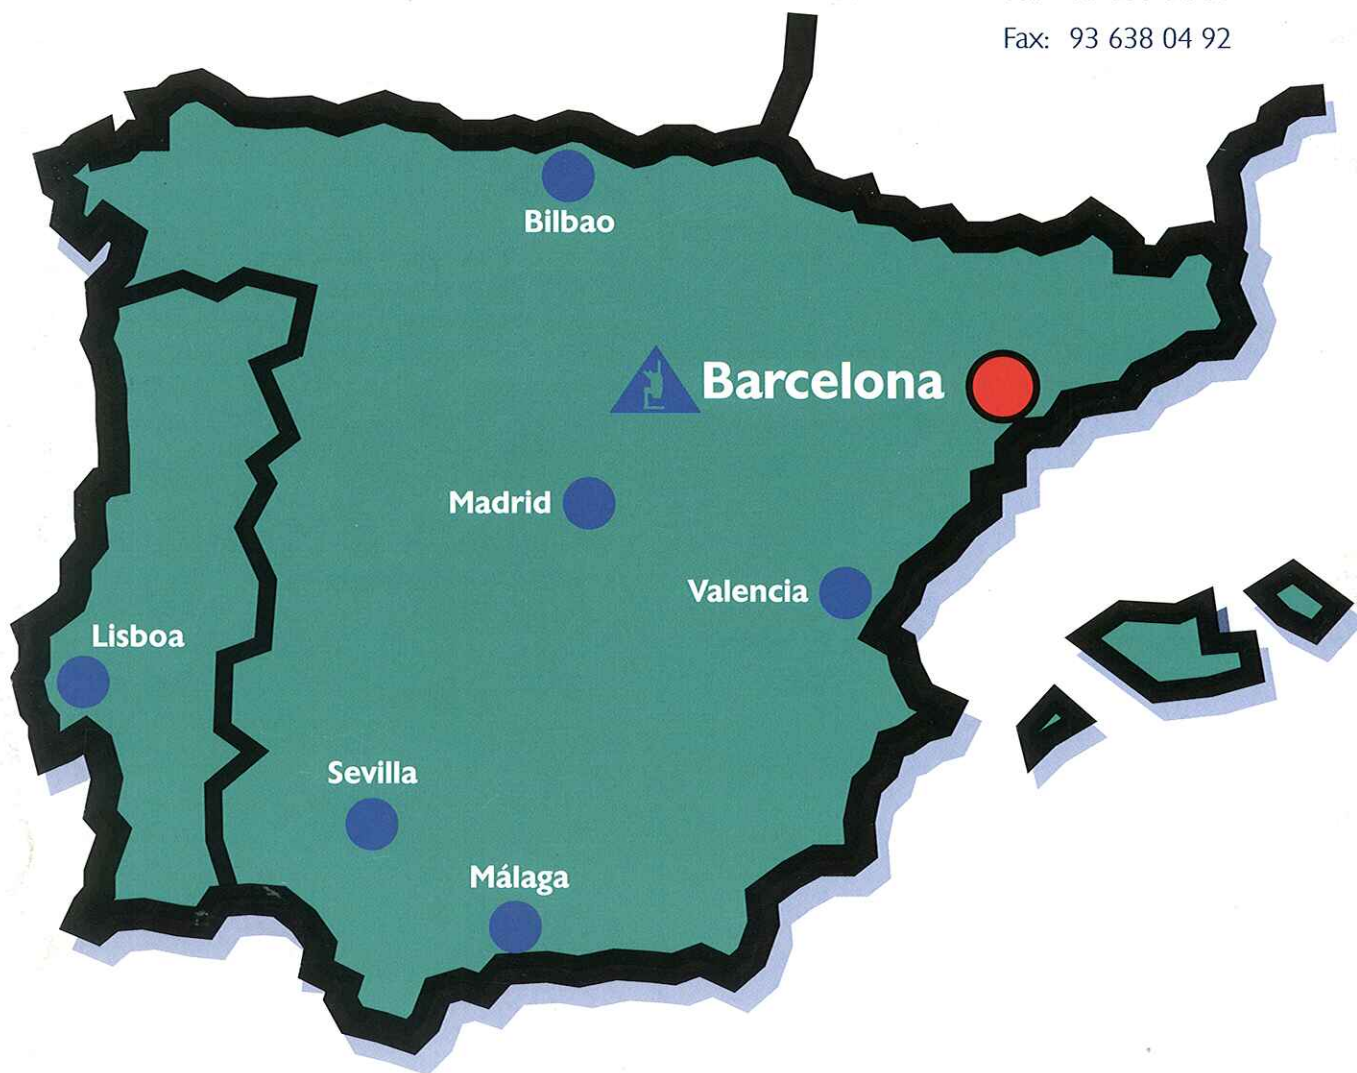 Fax: 93 638 04 92
Bilbao
Barcelona
Madrid
Valencia
Lisboa
Sevilla
Málaga